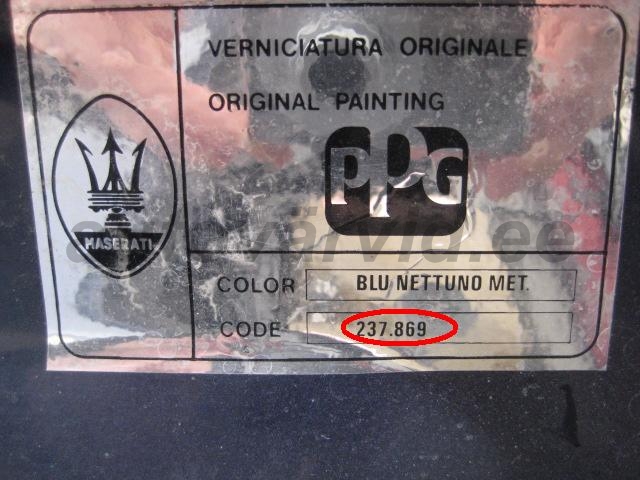 VERNICIATURA ORIGINALE
ORIGINAL PAINTING
PPG
MASERATI
COLOR BLU NETTUNO MET.
CODE 237.869